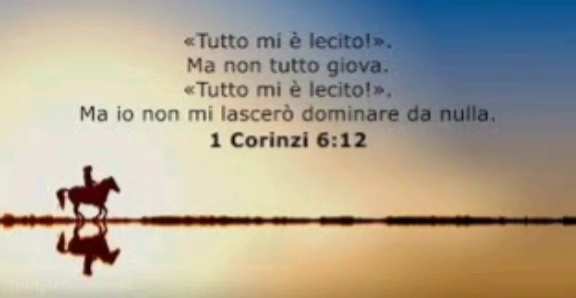 «Tutto mi è lecito!».
Ma non tutto giova.
«Tutto mi è lecito!».
Ma io non mi lascerò dominare da nulla.
1 Corinzi 6:12